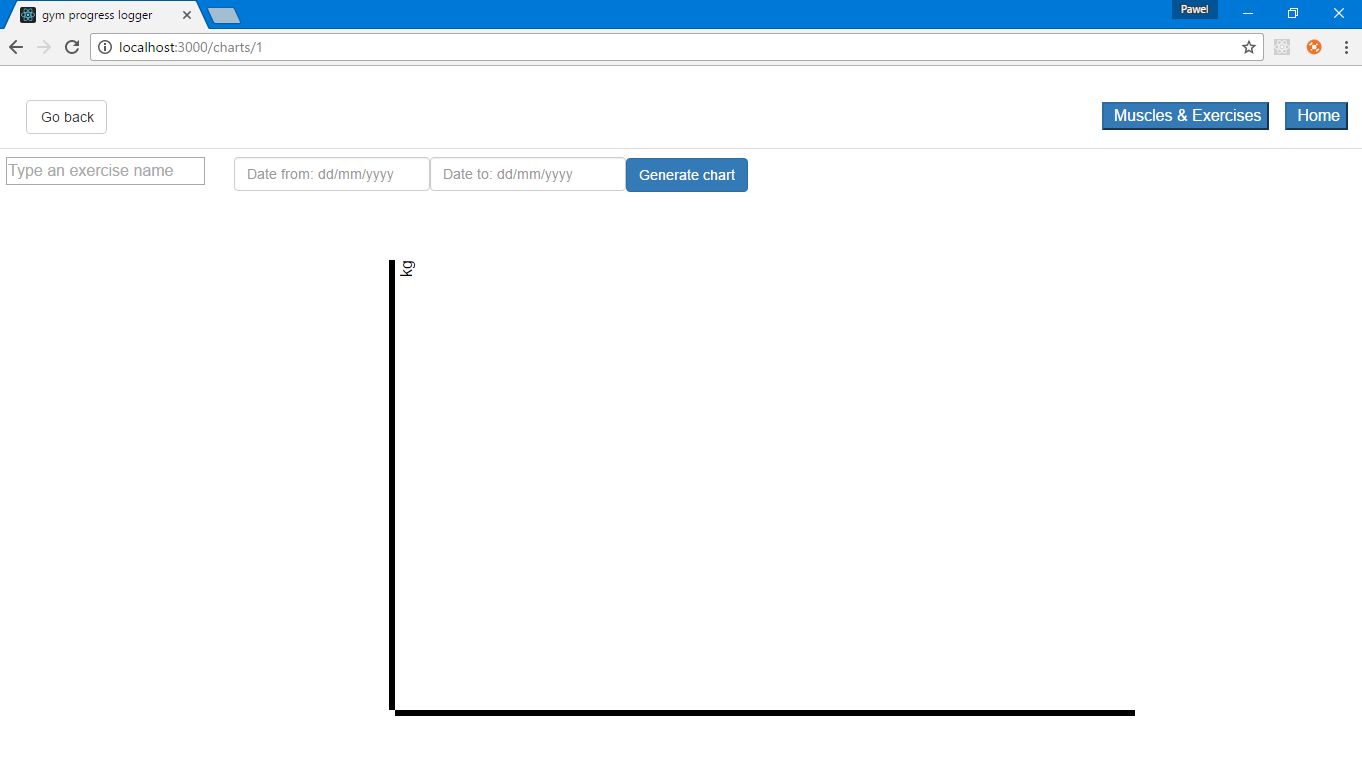 gym progress logger
Pawel
localhost:3000/charts/1
Go back
Muscles & Exercises
Home
Type an exercise name
Date from: dd/mm/yyyy
Date to: dd/mm/yyyy
Generate chart
kg